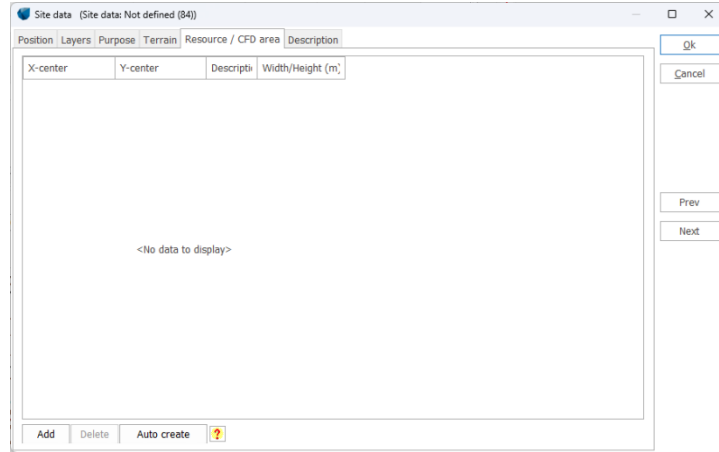 Site data (Site data: Not defined (84))
Position Layers Purpose Terrain Resource / CFD area Description
Ok
X-center Y-center Descripti Width/Height (m)
Cancel
Prev
Next
<No data to display>
Add Delete Auto create ?